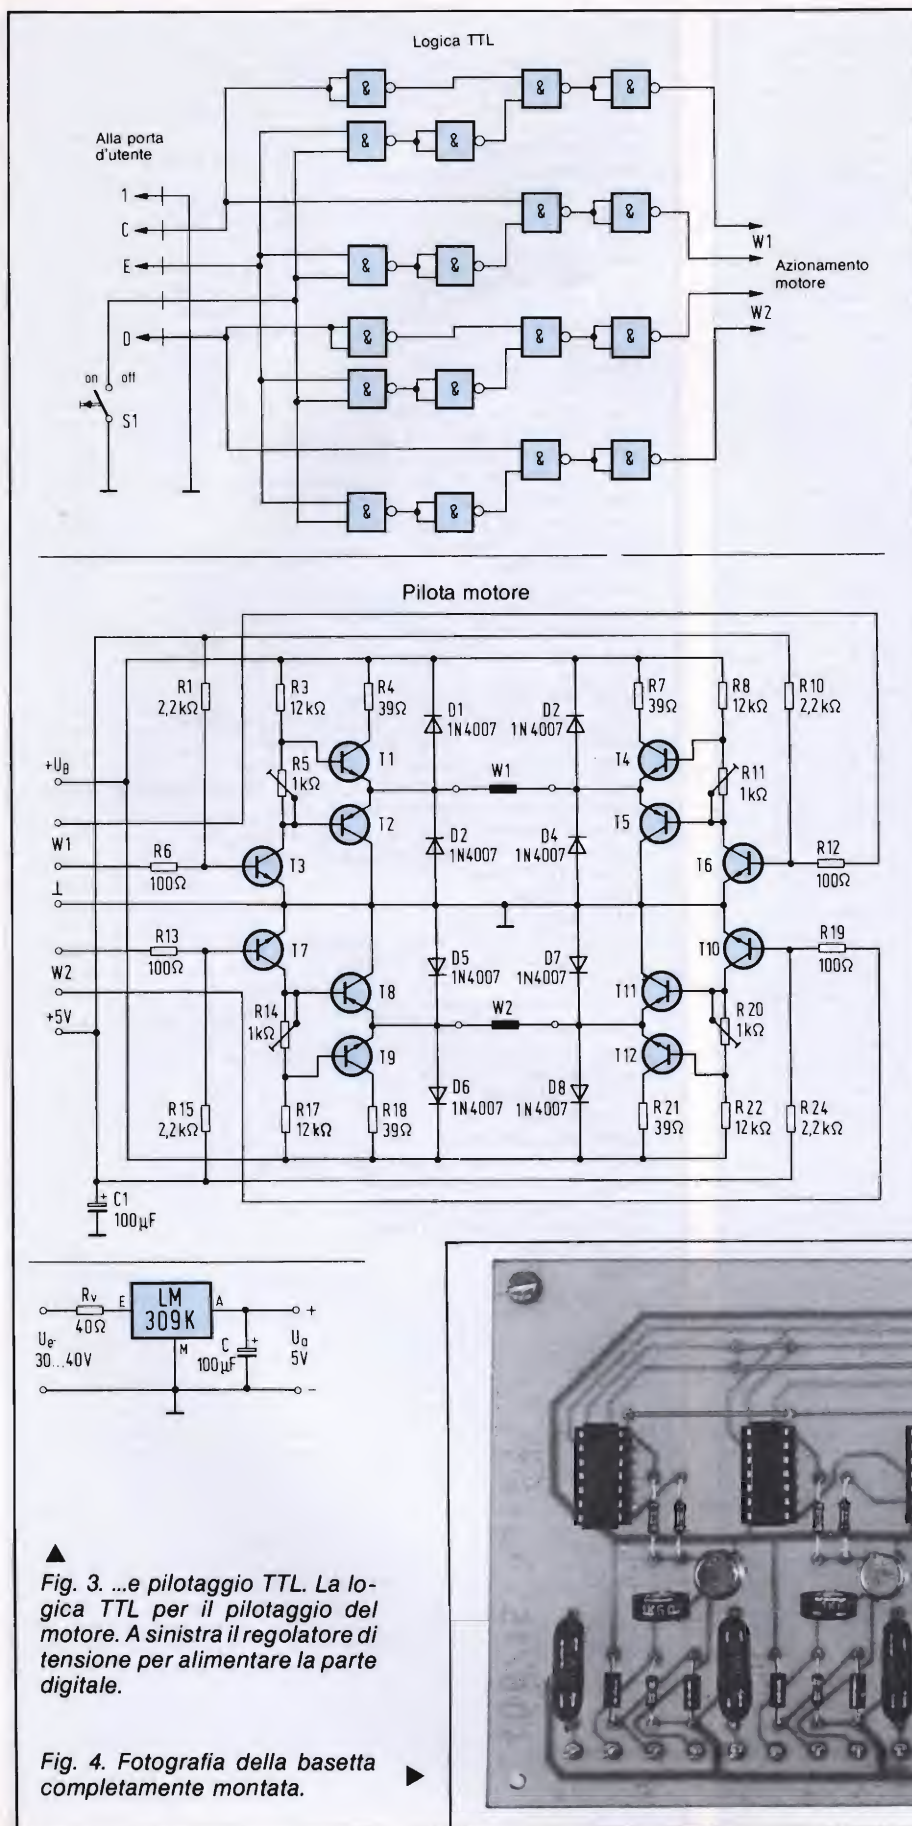 Logica TTL
&
&
&
&
&
Alla porta
d'utente
1
C
E
D
&
&
&
&
W1
Azionamento
motore
W2
&
&
&
&
&
on
off
S1
&
&
&
&
Pilota motore
R1
2,2kΩ
R3
12kΩ
R4
39Ω
D1
1N4007
D2
1N4007
R7
39Ω
R8
12kΩ
R10
2,2kΩ
+UB
R5
1kΩ
T1
W1
T4
R11
1kΩ
W1
R6
100Ω
T3
T2
D2
1N4007
D4
1N4007
T5
T6
R12
100Ω
⊥
R13
100Ω
T7
D5
1N4007
D7
1N4007
T10
R19
100Ω
W2
+5V
R14
1kΩ
T8
T9
W2
T11
T12
R20
1kΩ
R15
2,2kΩ
R17
12kΩ
R18
39Ω
D6
1N4007
D8
1N4007
R21
39Ω
R22
12kΩ
R24
2,2kΩ
+
C1
100µF
Rv
40Ω
E
LM
309K
A
M
+
Ue
30...40V
C
100µF
+
Ua
5V
-
Fig. 3. ...e pilotaggio TTL. La lo-
gica TTL per il pilotaggio del
motore. A sinistra il regolatore di
tensione per alimentare la parte
digitale.
Fig. 4. Fotografia della basetta
completamente montata.